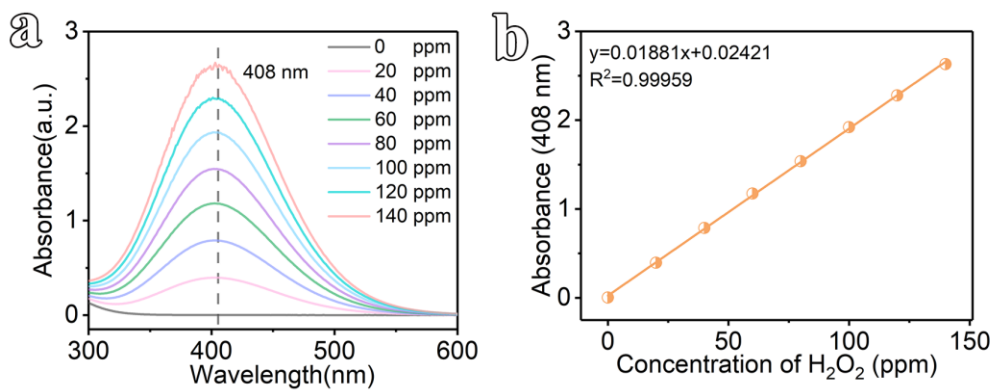 a
3
2
1
0
300
400
500
600
Absorbance(a.u.)
Wavelength(nm)
408 nm
0 ppm
20 ppm
40 ppm
60 ppm
80 ppm
100 ppm
120 ppm
140 ppm
b
3
2
1
0
0
50
100
150
Absorbance (408 nm)
Concentration of H₂O₂ (ppm)
y=0.01881x+0.02421
R²=0.99959